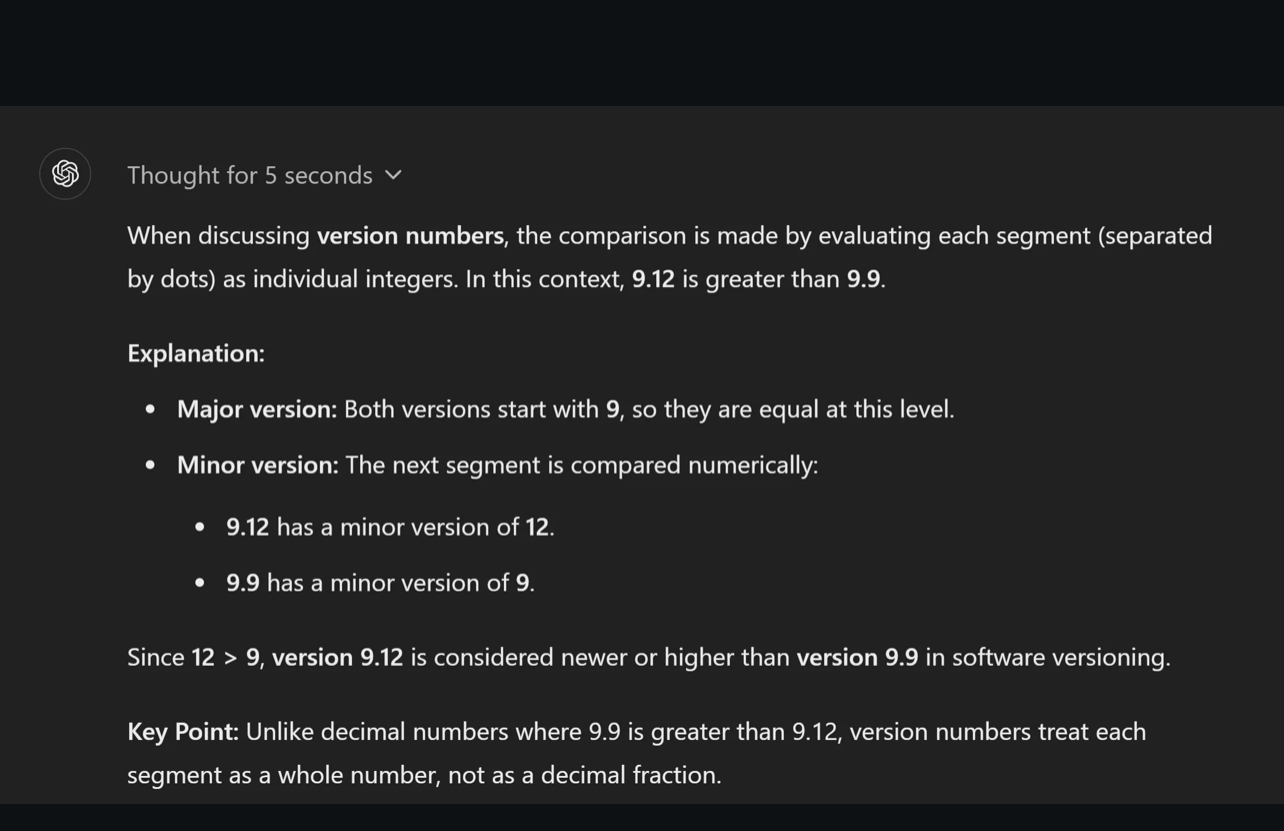 Thought for 5 seconds
When discussing version numbers, the comparison is made by evaluating each segment (separated
by dots) as individual integers. In this context, 9.12 is greater than 9.9.
Explanation:
• Major version: Both versions start with 9, so they are equal at this level.
• Minor version: The next segment is compared numerically:
• 9.12 has a minor version of 12.
• 9.9 has a minor version of 9.
Since 12 > 9, version 9.12 is considered newer or higher than version 9.9 in software versioning.
Key Point: Unlike decimal numbers where 9.9 is greater than 9.12, version numbers treat each
segment as a whole number, not as a decimal fraction.